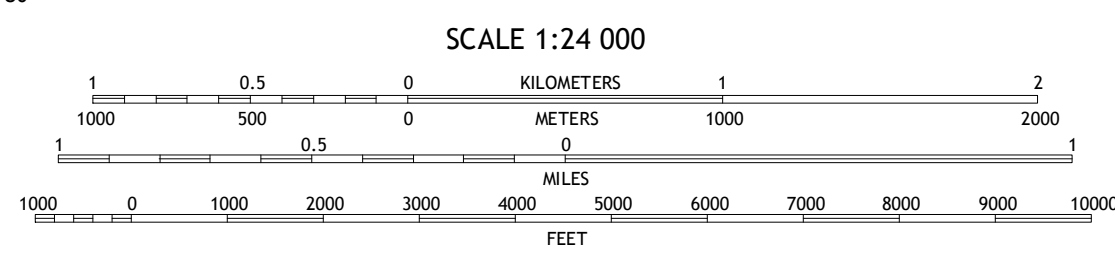 SCALE 1:24 000
1 0.5 0 KILOMETERS 1 2
1000 500 0 METERS 1000 2000
1 0.5 0 1
MILES
1000 0 1000 2000 3000 4000 5000 6000 7000 8000 9000 10000
FEET